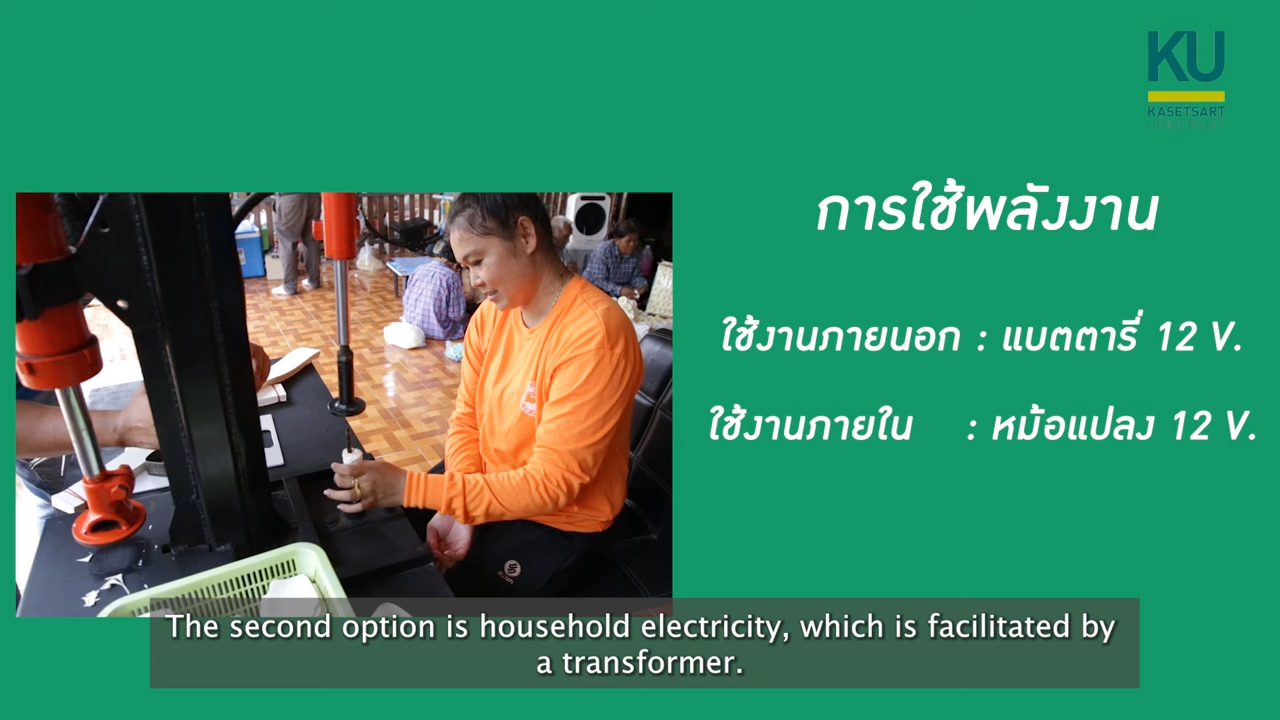 KU
KASETSART
การใช้พลังงาน
ใช้งานภายนอก : แบตตารี่ 12 V.
ใช้งานภายใน : หม้อแปลง 12 V.
The second option is household electricity, which is facilitated by
a transformer.